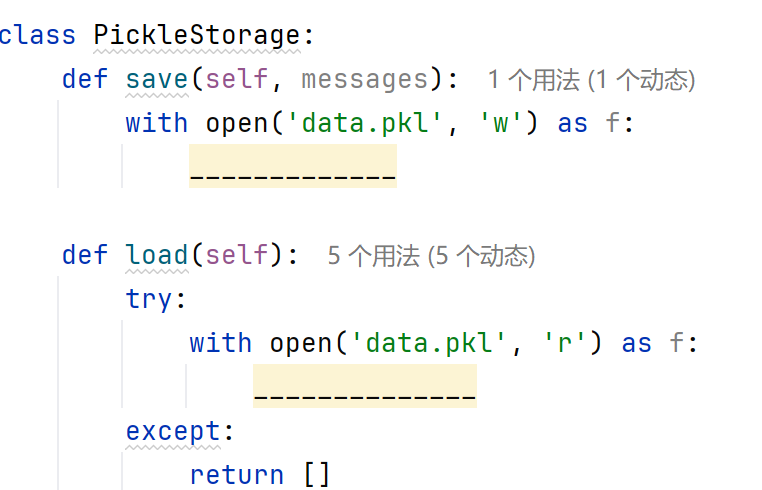 class PickleStorage:
def save(self, messages): 1 个用法 (1 个动态)
with open('data.pkl', 'w') as f:
_____________
def load(self): 5 个用法 (5 个动态)
try:
with open('data.pkl', 'r') as f:
______________
except:
return []